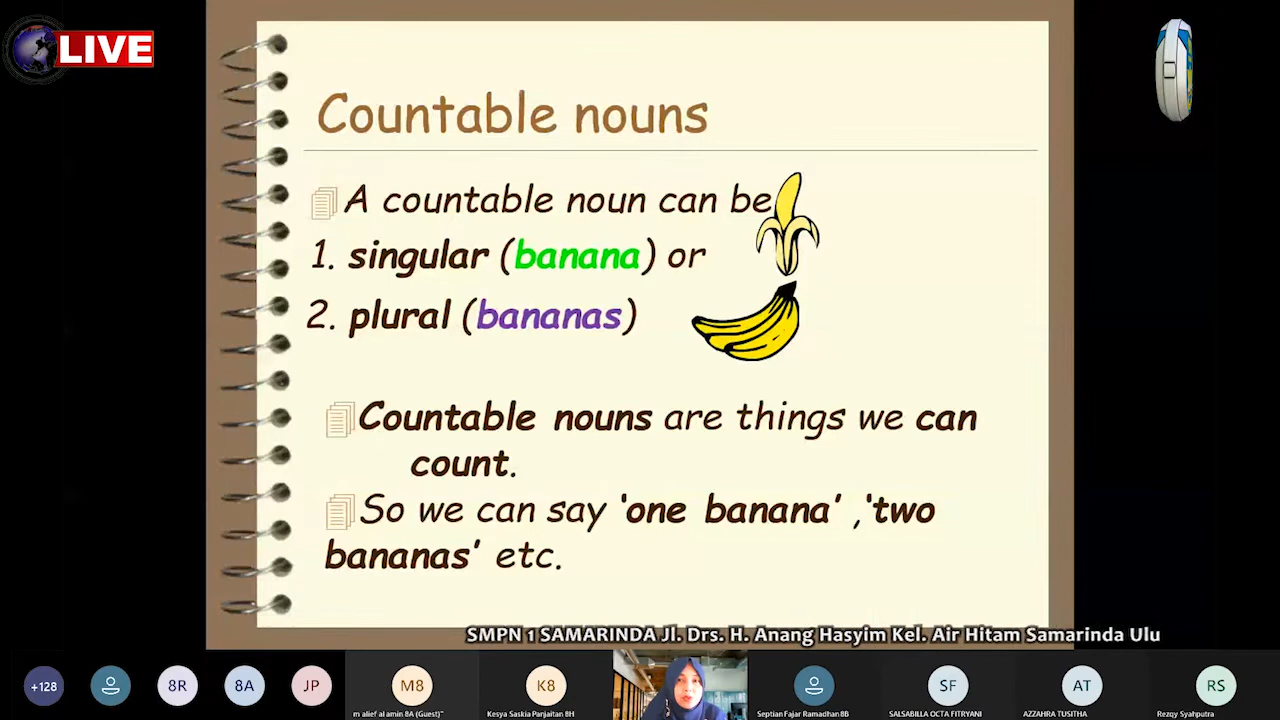 LIVE
Countable nouns
A countable noun can be
1. singular (banana) or
2. plural (bananas)
Countable nouns are things we can
count.
So we can say ‘one banana’ ,‘two
bananas’ etc.
SMPN 1 SAMARINDA Jl. Drs. H. Anang Hasyim Kel. Air Hitam Samarinda Ulu
+128
8R
8A
JP
M8
K8
SF
AT
RS
m alief al amin 8A (Guest)"
Kesya Saskia Panjaitan 8H
Septian Fajar Ramadhan 8B
SALSABILLA OCTA FITRYANI
AZZAHRA TUSITHA
Rezqy Syahputra